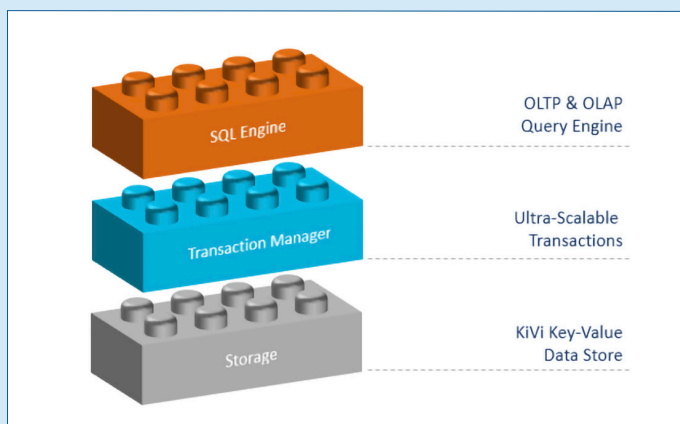 SQL Engine
OLTP & OLAP
Query Engine
Transaction Manager
Ultra-Scalable
Transactions
Storage
KiVi Key-Value
Data Store